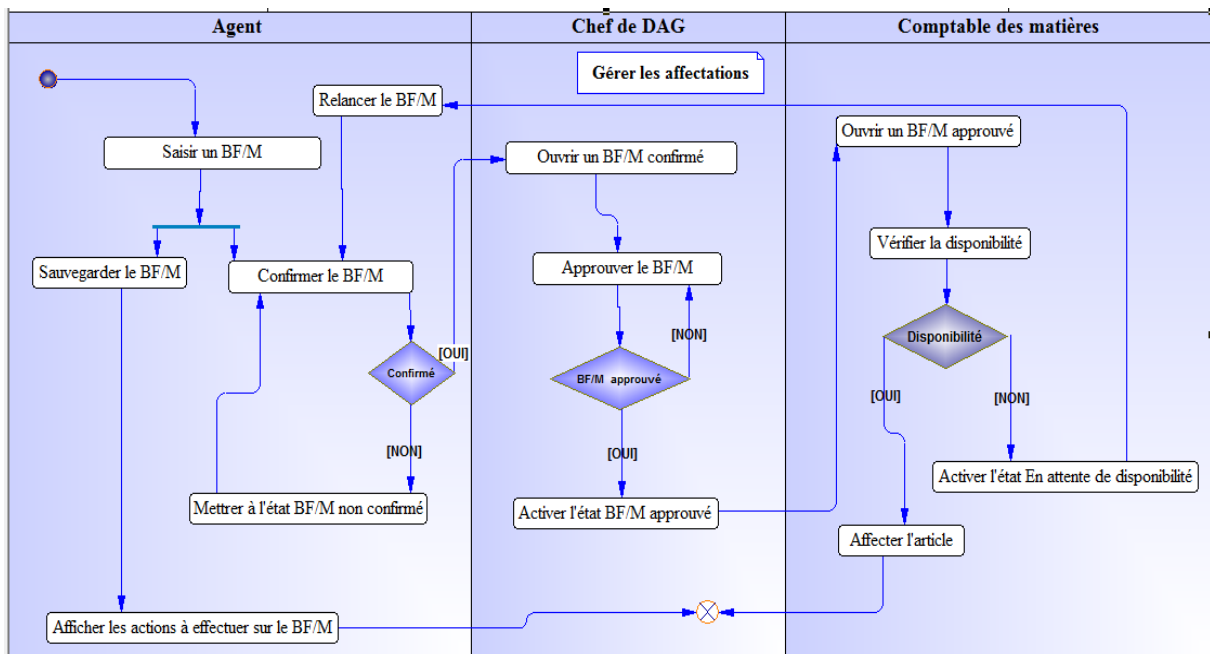 Agent
Chef de DAG
Comptable des matières
Gérer les affectations
Relancer le BF/M
Saisir un BF/M
Ouvrir un BF/M confirmé
Ouvrir un BF/M approuvé
Sauvegarder le BF/M
Confirmer le BF/M
Approuver le BF/M
Vérifier la disponibilité
[OUI]
Confirmé
[NON]
BF/M approuvé
[NON]
Disponibilité
[OUI]
[NON]
[OUI]
Mettrer à l'état BF/M non confirmé
Activer l'état BF/M approuvé
Activer l'état En attente de disponibilité
Affecter l'article
Afficher les actions à effectuer sur le BF/M